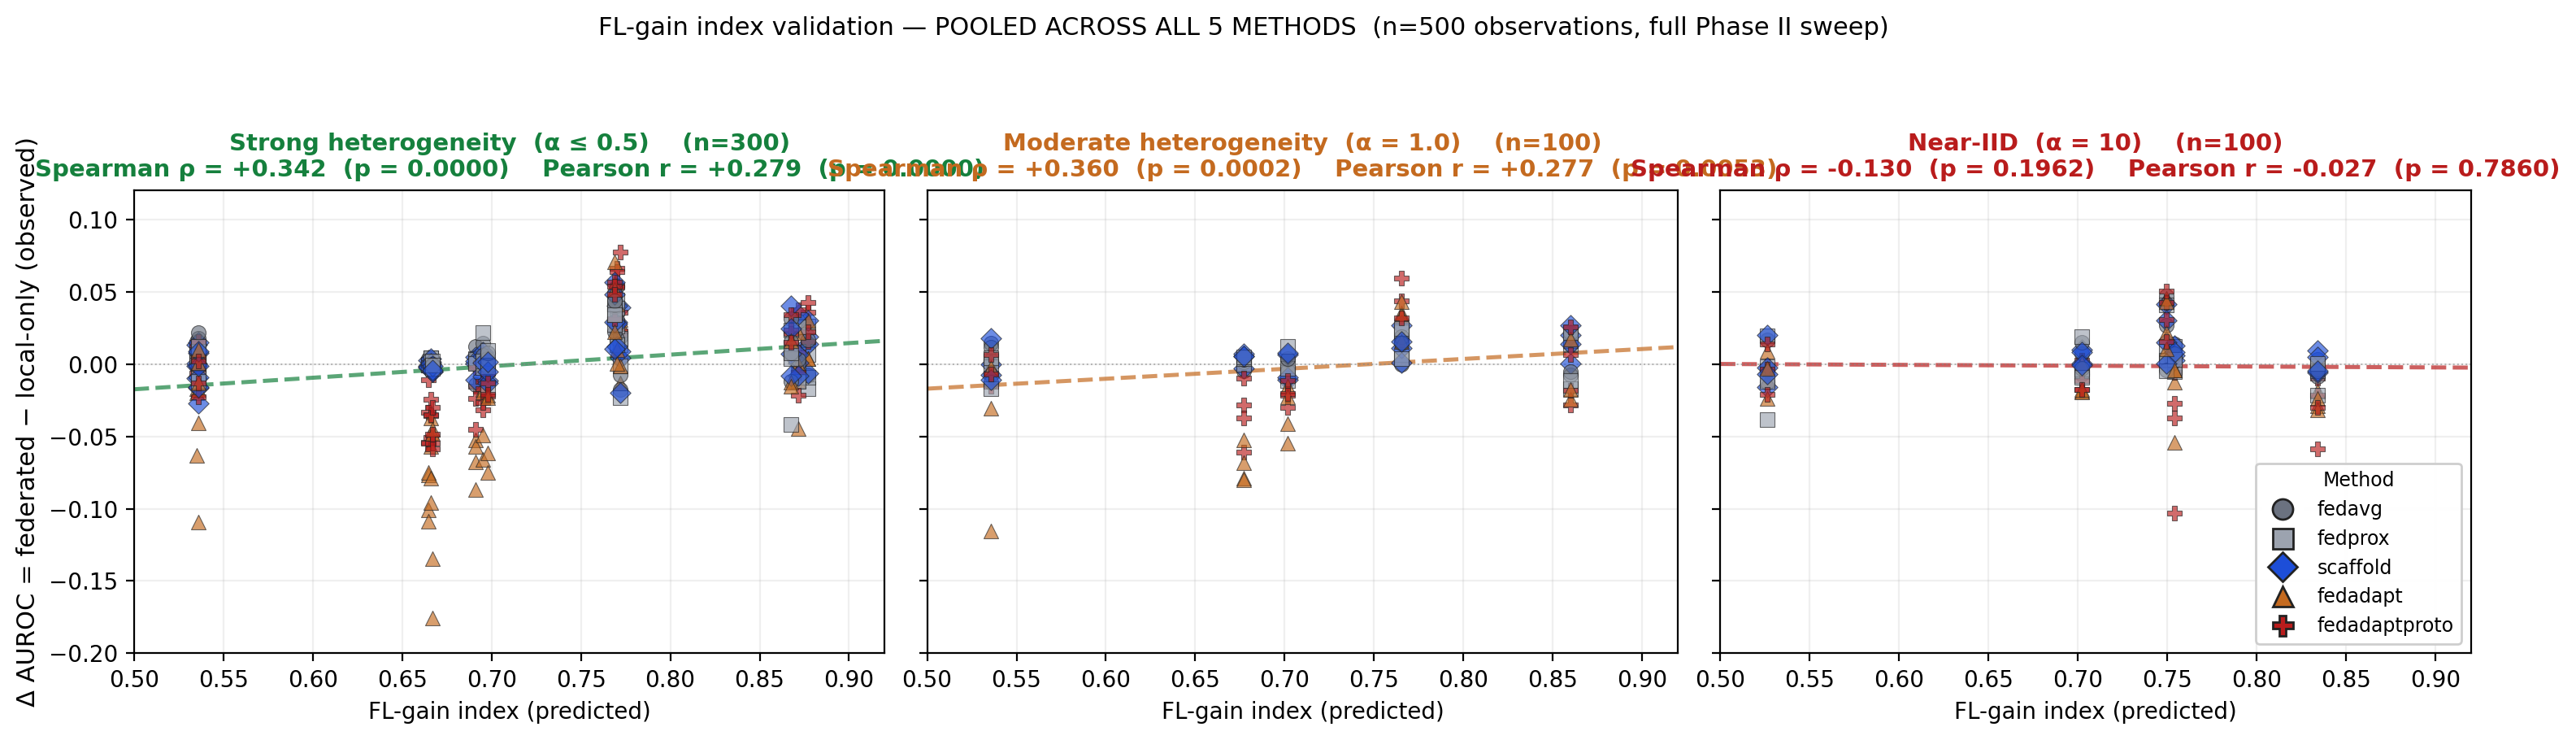 FL-gain index validation — POOLED ACROSS ALL 5 METHODS (n=500 observations, full Phase II sweep)
Strong heterogeneity (α ≤ 0.5) (n=300)
Spearman ρ = +0.342 (p = 0.0000) Pearson r = +0.279 (p = 0.0000)
Moderate heterogeneity (α = 1.0) (n=100)
Spearman ρ = +0.360 (p = 0.0002) Pearson r = +0.277 (p = 0.0053)
Near-IID (α = 10) (n=100)
Spearman ρ = -0.130 (p = 0.1962) Pearson r = -0.027 (p = 0.7860)
Δ AUROC = federated − local-only (observed)
0.10
0.05
0.00
−0.05
−0.10
−0.15
−0.20
0.50 0.55 0.60 0.65 0.70 0.75 0.80 0.85 0.90
FL-gain index (predicted)
0.50 0.55 0.60 0.65 0.70 0.75 0.80 0.85 0.90
FL-gain index (predicted)
Method
fedavg
fedprox
scaffold
fedadapt
fedadaptproto
0.50 0.55 0.60 0.65 0.70 0.75 0.80 0.85 0.90
FL-gain index (predicted)